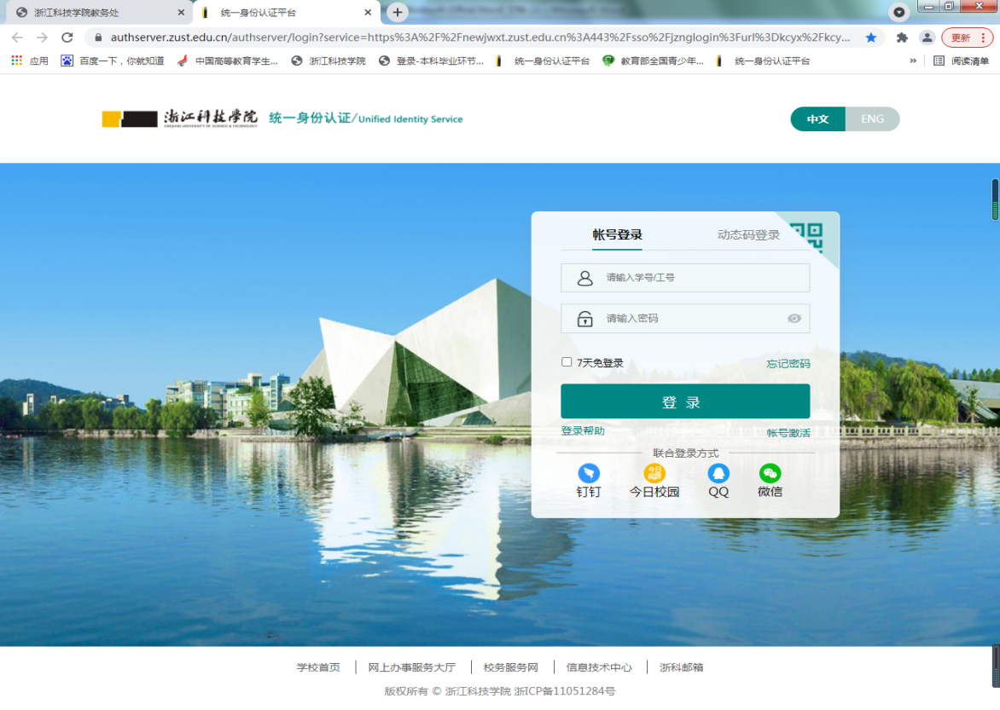 浙江科技学院教务处
统一身份认证平台
authserver.zust.edu.cn/authserver/login?service=https%3A%2F%2Fnewjwxt.zust.edu.cn%3A443%2Fsso%2Fjznglogin%3Furl%3Dkcyx%2Fkcy...
更新
应用 百度一下，你就知道 中国高等教育学生... 浙江科技学院 登录-本科毕业环节... 统一身份认证平台 教育部全国青少年... 统一身份认证平台 » 阅读清单
浙江科技学院 统一身份认证/Unified Identity Service
ZHEJIANG UNIVERSITY OF SCIENCE & TECHNOLOGY
中文 ENG
帐号登录 动态码登录
请输入学号/工号
请输入密码
7天免登录 忘记密码
登 录
登录帮助 帐号激活
联合登录方式
今日校园
钉钉 今日校园 QQ 微信
学校首页 | 网上办事服务大厅 | 校务服务网 | 信息技术中心 | 浙科邮箱
版权所有 © 浙江科技学院 浙ICP备11051284号